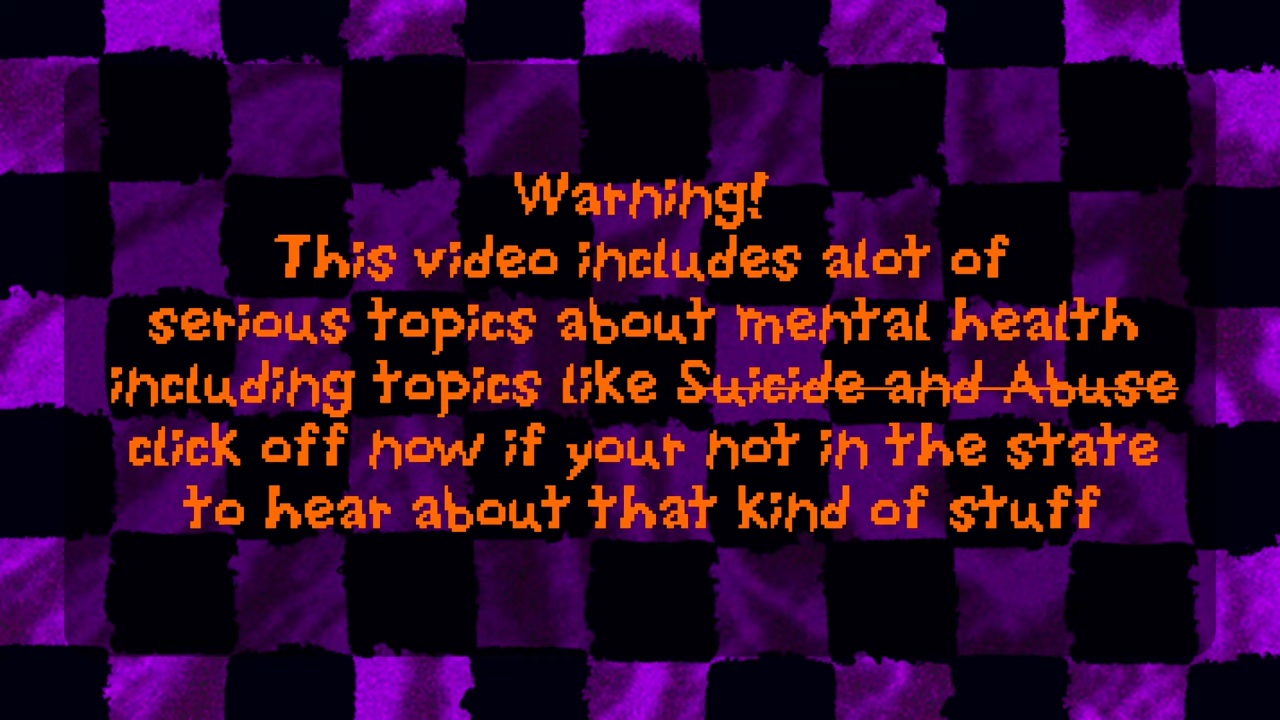 Warning!
This video includes alot of
serious topics about mental health
including topics like Suicide and Abuse
click off now if your not in the state
to hear about that kind of stuff